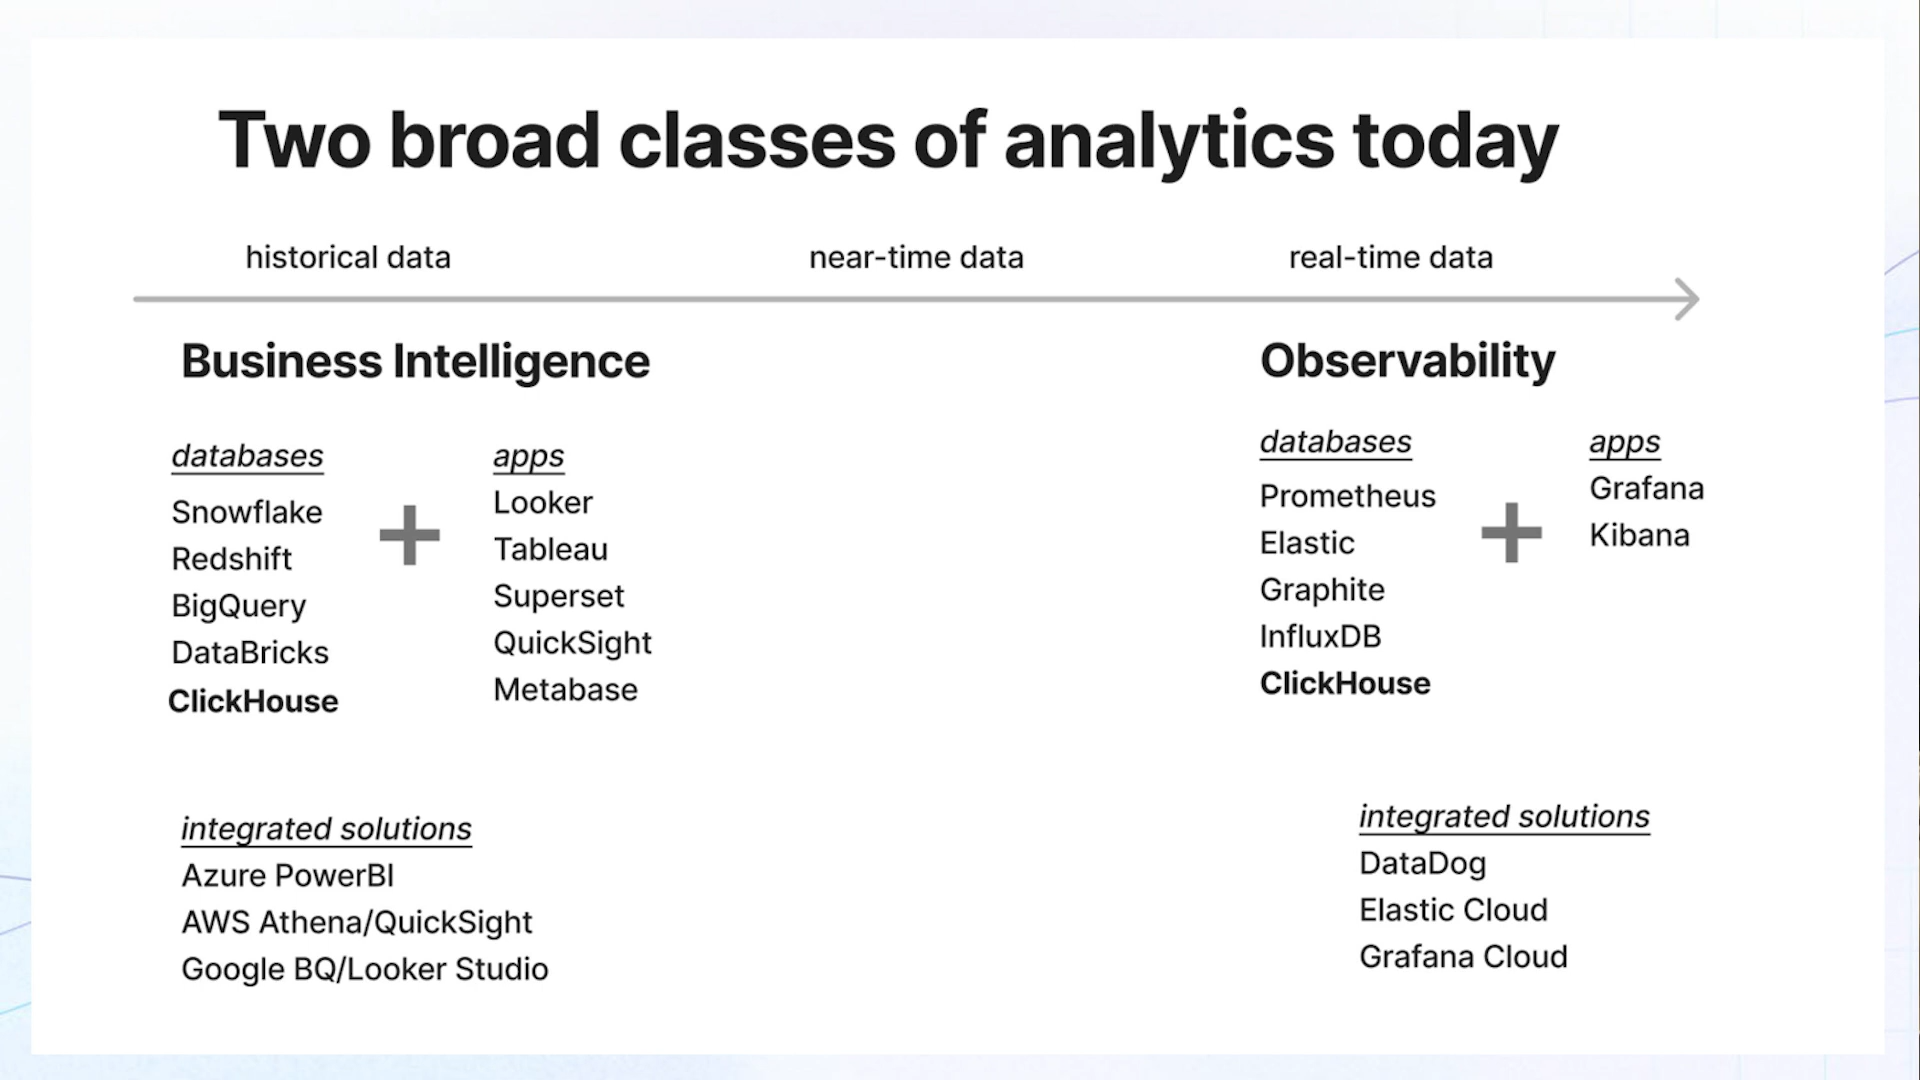 Two broad classes of analytics today
historical data
near-time data
real-time data
Business Intelligence
databases
Snowflake
Redshift
BigQuery
DataBricks
ClickHouse
+
apps
Looker
Tableau
Superset
QuickSight
Metabase
integrated solutions
Azure PowerBI
AWS Athena/QuickSight
Google BQ/Looker Studio
Observability
databases
Prometheus
Elastic
Graphite
InfluxDB
ClickHouse
+
apps
Grafana
Kibana
integrated solutions
DataDog
Elastic Cloud
Grafana Cloud